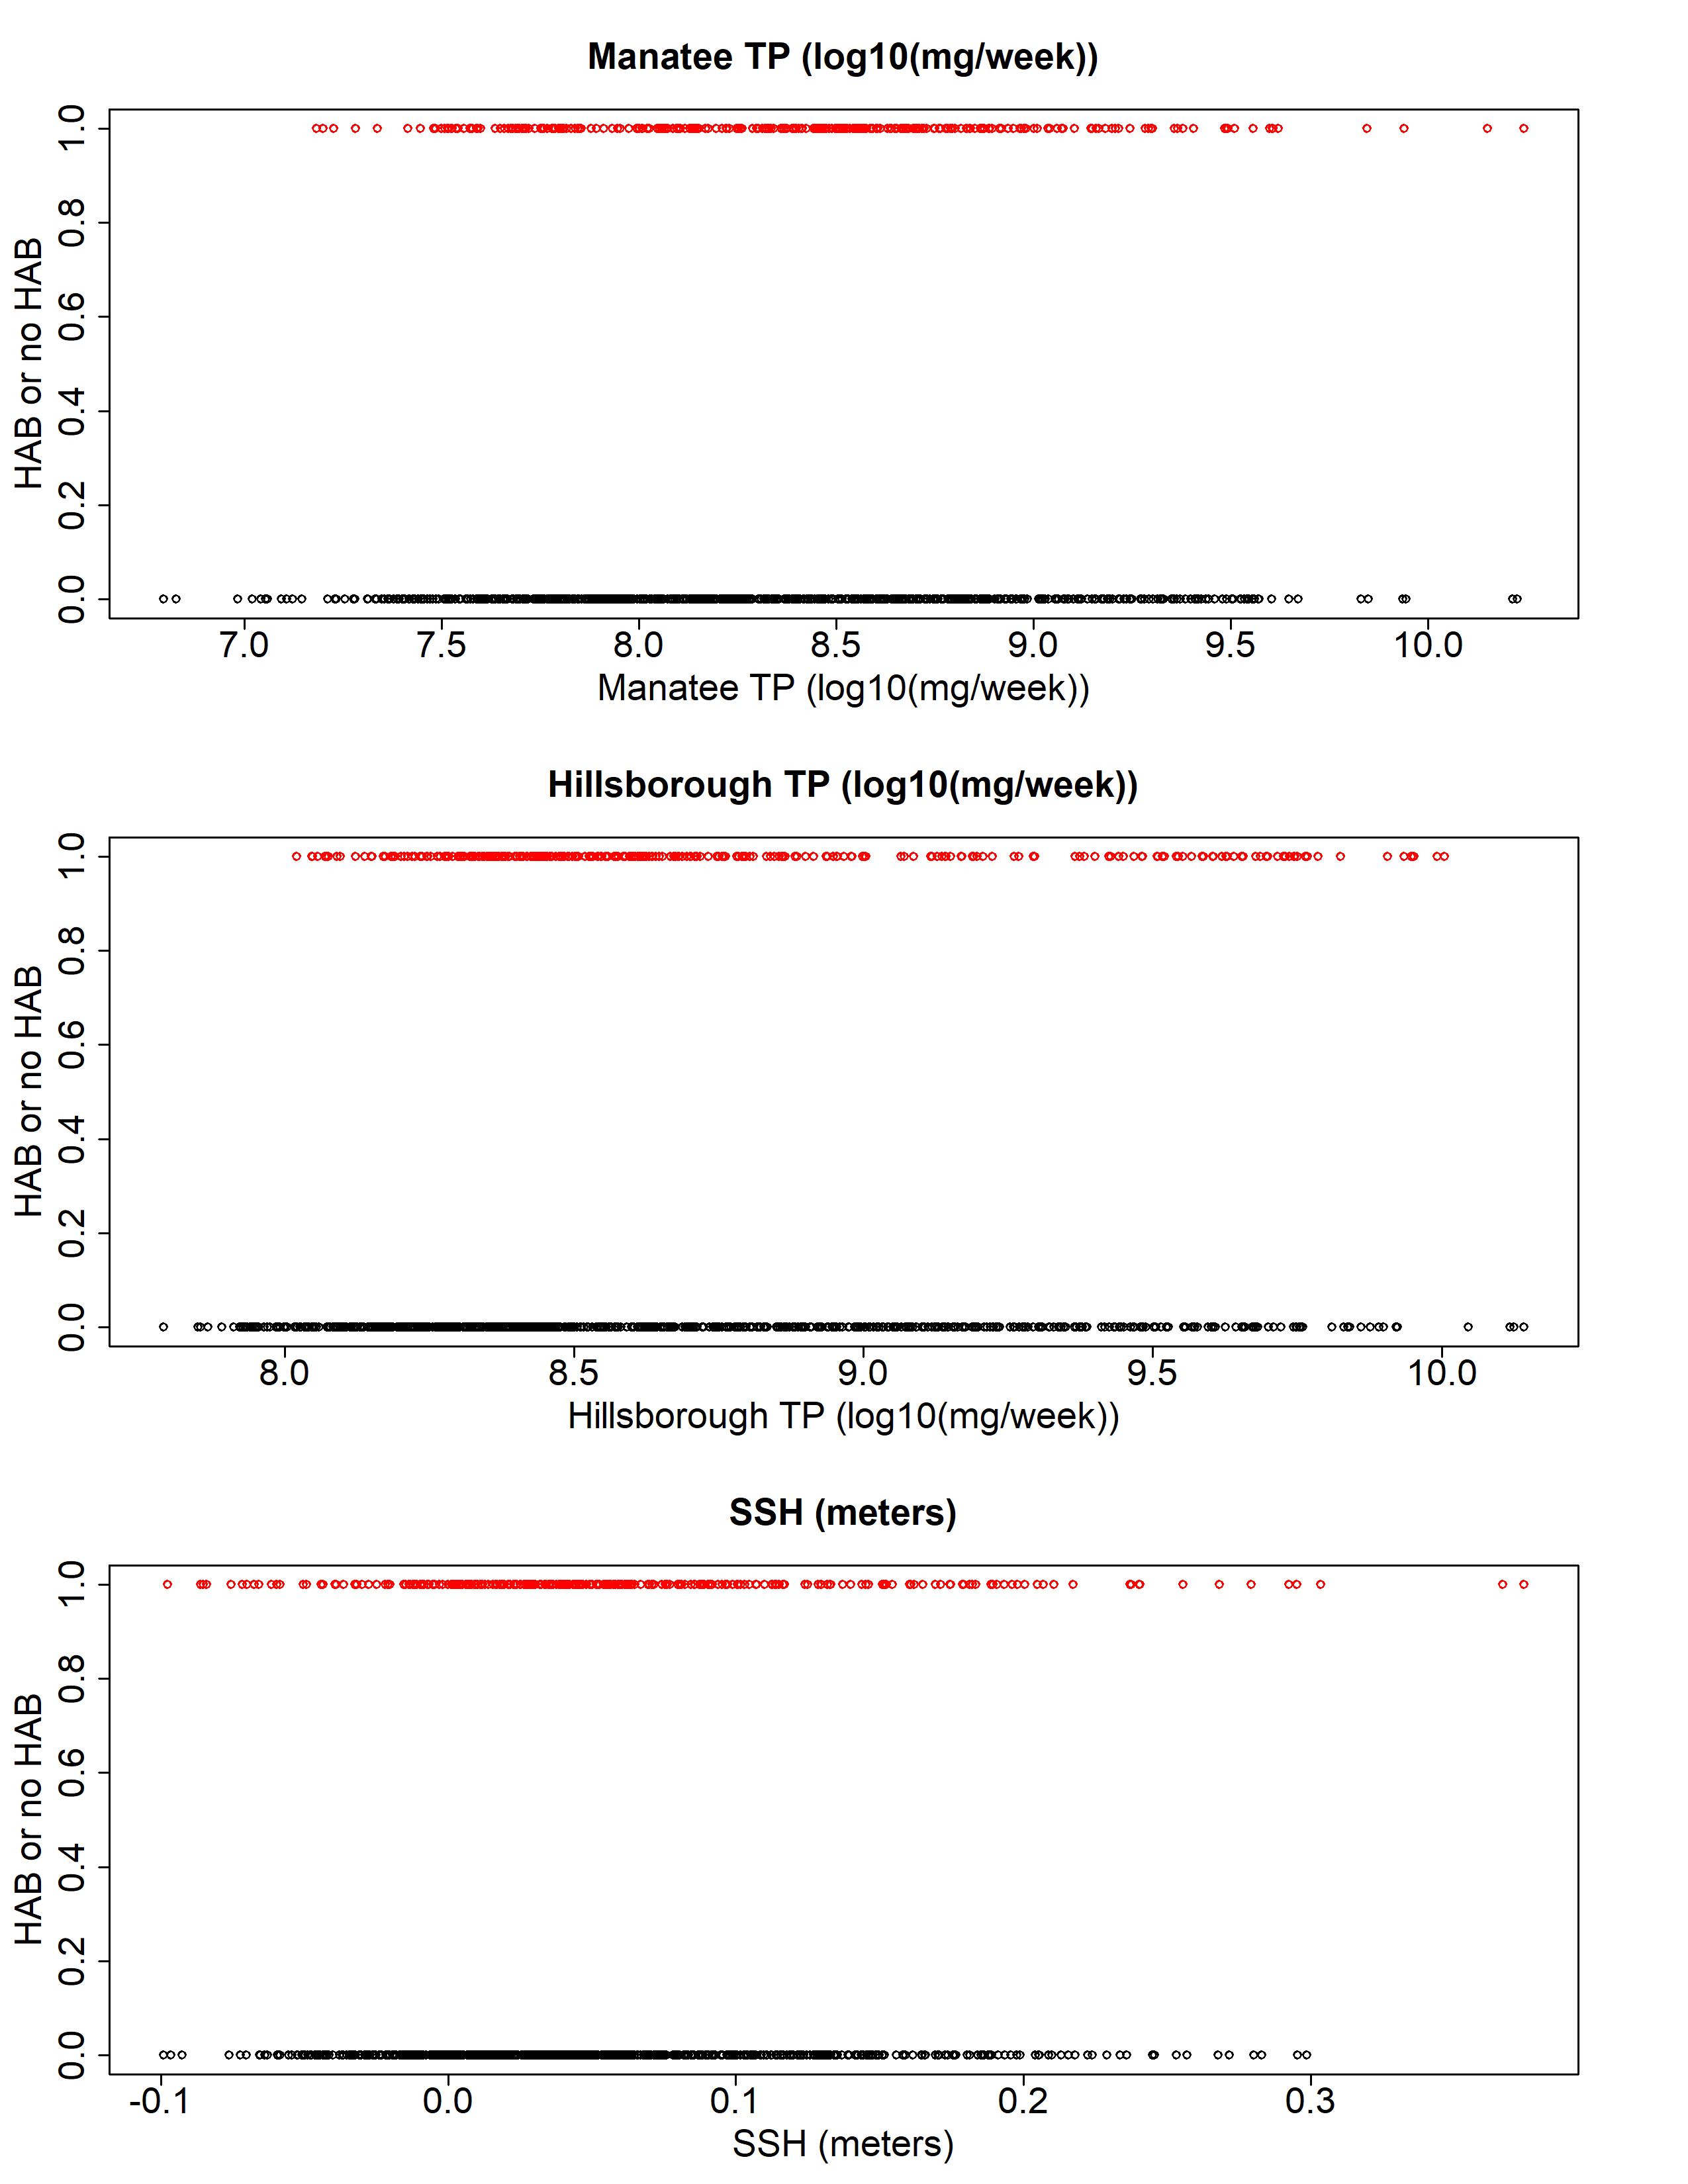 Manatee TP (log10(mg/week))
HAB or no HAB
1.0
0.8
0.6
0.4
0.2
0.0
7.0 7.5 8.0 8.5 9.0 9.5 10.0
Manatee TP (log10(mg/week))
Hillsborough TP (log10(mg/week))
HAB or no HAB
1.0
0.8
0.6
0.4
0.2
0.0
8.0 8.5 9.0 9.5 10.0
Hillsborough TP (log10(mg/week))
SSH (meters)
HAB or no HAB
1.0
0.8
0.6
0.4
0.2
0.0
-0.1 0.0 0.1 0.2 0.3
SSH (meters)